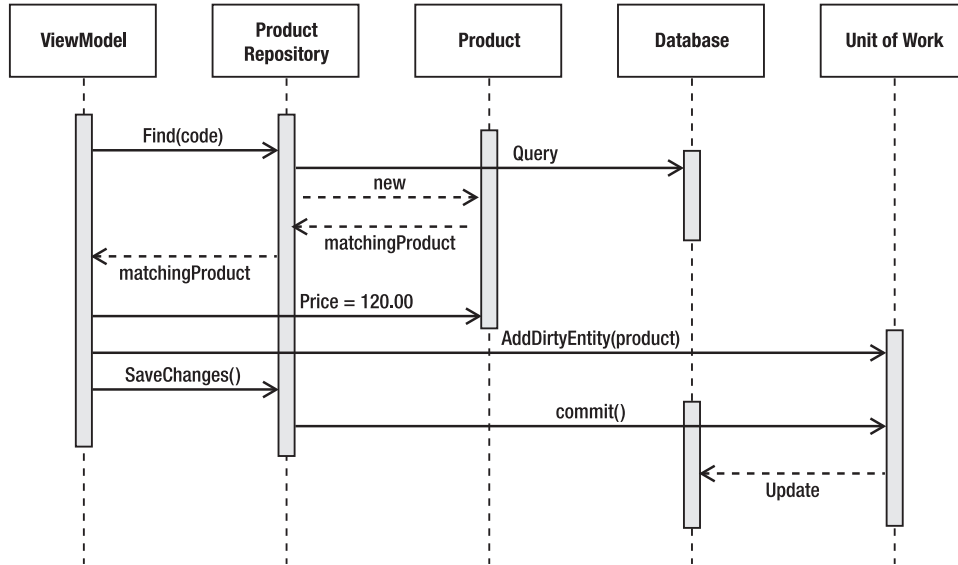 ViewModel
Product
Repository
Product
Database
Unit of Work
Find(code)
Query
new
matchingProduct
matchingProduct
Price = 120.00
AddDirtyEntity(product)
SaveChanges()
commit()
Update